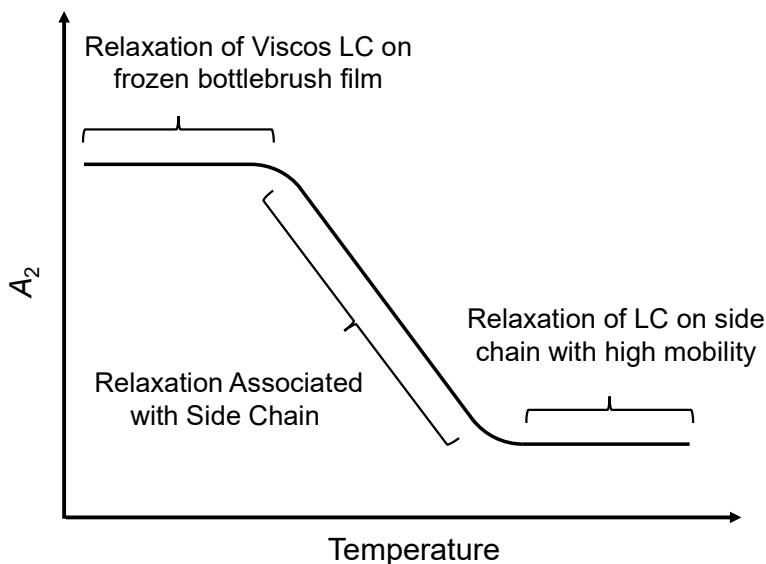 Relaxation of Viscos LC on
frozen bottlebrush film
A₂
Relaxation of LC on side
chain with high mobility
Relaxation Associated
with Side Chain
Temperature